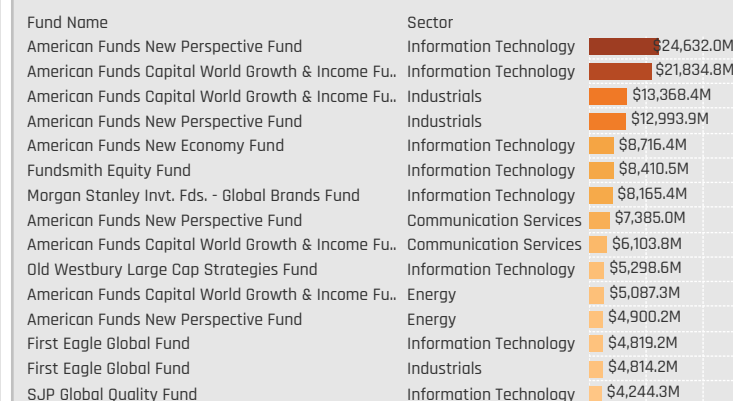 Fund Name Sector
American Funds New Perspective Fund Information Technology $24,632.0M
American Funds Capital World Growth & Income Fu.. Information Technology $21,834.8M
American Funds Capital World Growth & Income Fu.. Industrials $13,368.4M
American Funds New Perspective Fund Industrials $12,993.9M
American Funds New Economy Fund Information Technology $8,716.4M
Fundsmith Equity Fund Information Technology $8,410.5M
Morgan Stanley Invt. Fds. - Global Brands Fund Information Technology $8,165.4M
American Funds New Perspective Fund Communication Services $7,385.0M
American Funds Capital World Growth & Income Fu.. Communication Services $6,103.8M
Old Westbury Large Cap Strategies Fund Information Technology $5,298.6M
American Funds Capital World Growth & Income Fu.. Energy $5,087.3M
American Funds New Perspective Fund Energy $4,900.2M
First Eagle Global Fund Information Technology $4,819.2M
First Eagle Global Fund Industrials $4,814.2M
SJP Global Quality Fund Information Technology $4,244.3M